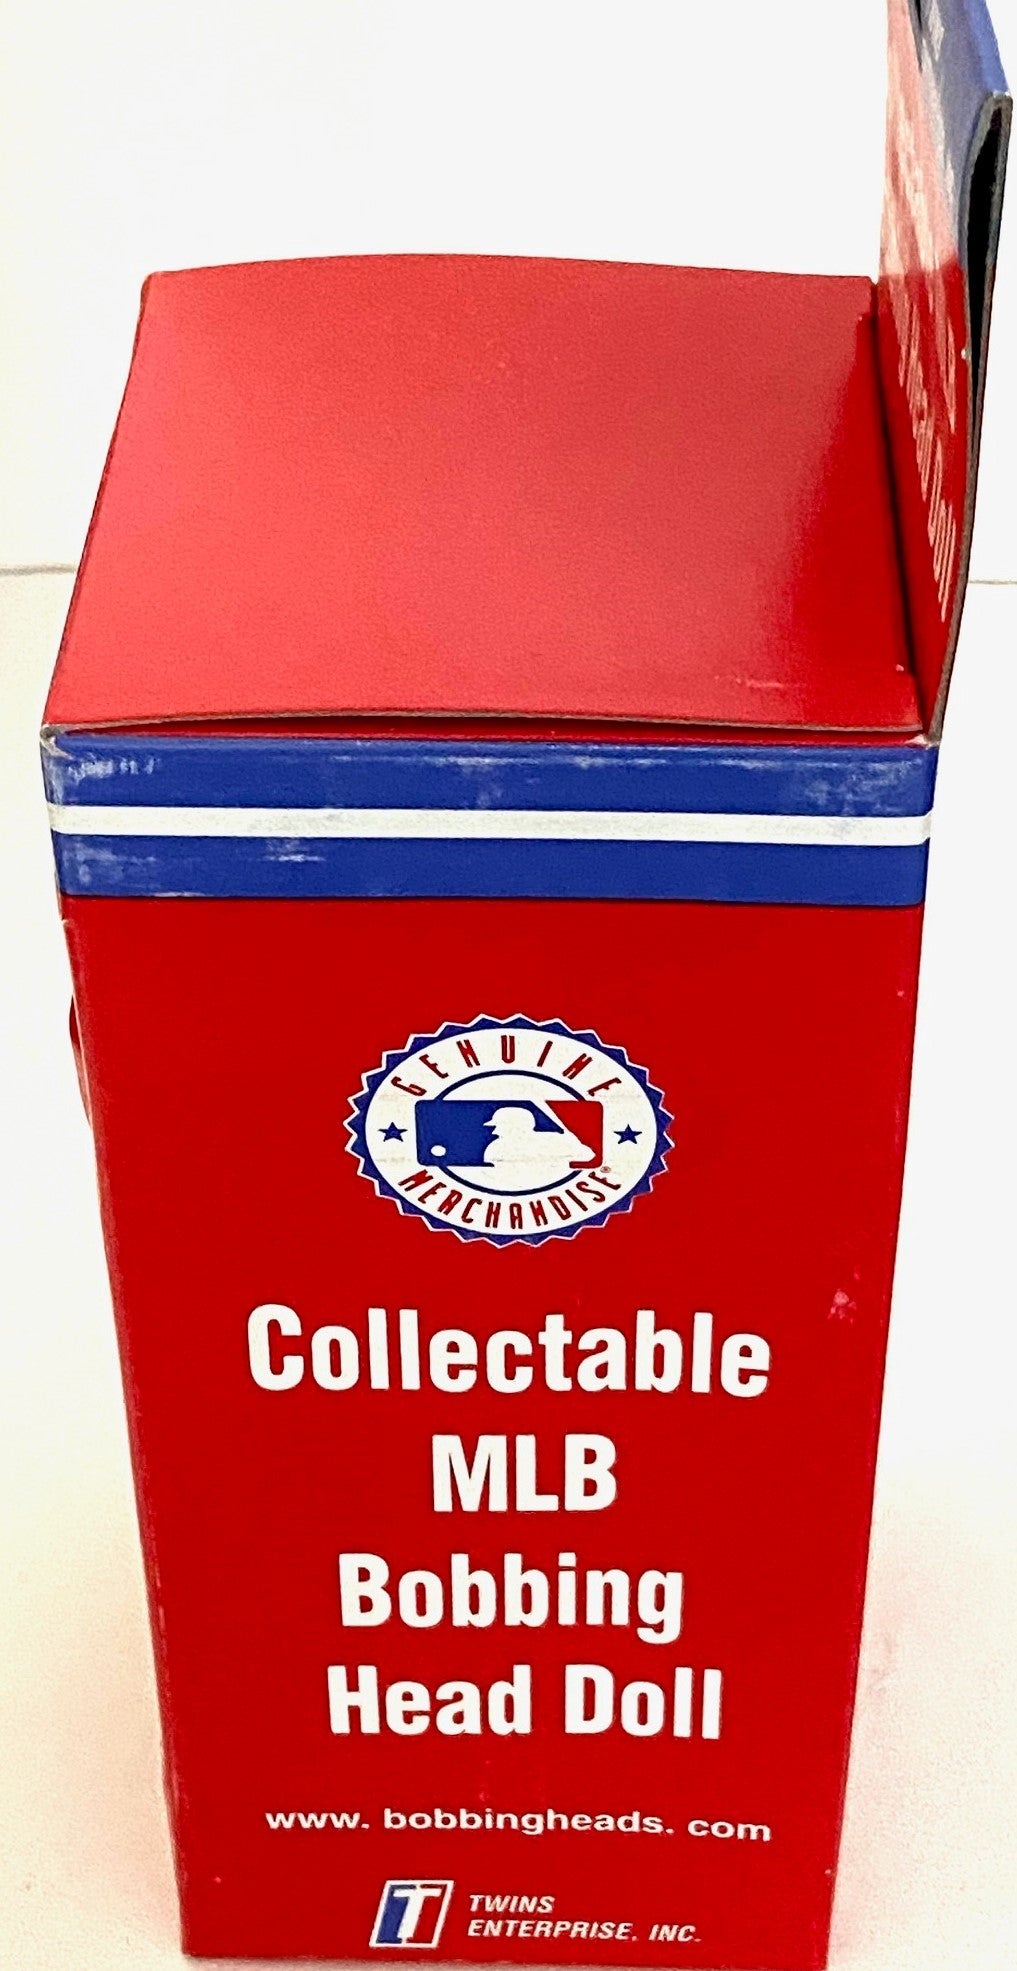 GENUINE
MERCHANDISE®
Collectable
MLB
Bobbing
Head Doll
www. bobbingheads. com
T TWINS
ENTERPRISE, INC.